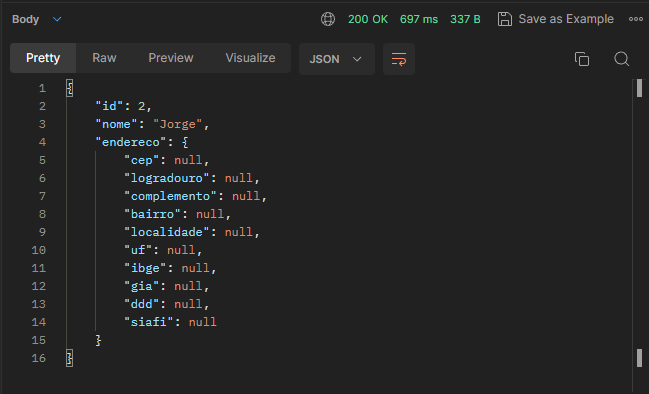 Body 200 OK 697 ms 337 B Save as Example
Pretty Raw Preview Visualize JSON
1 {
2 "id": 2,
3 "nome": "Jorge",
4 "endereco": {
5 "cep": null,
6 "logradouro": null,
7 "complemento": null,
8 "bairro": null,
9 "localidade": null,
10 "uf": null,
11 "ibge": null,
12 "gia": null,
13 "ddd": null,
14 "siafi": null
15 }
16 }